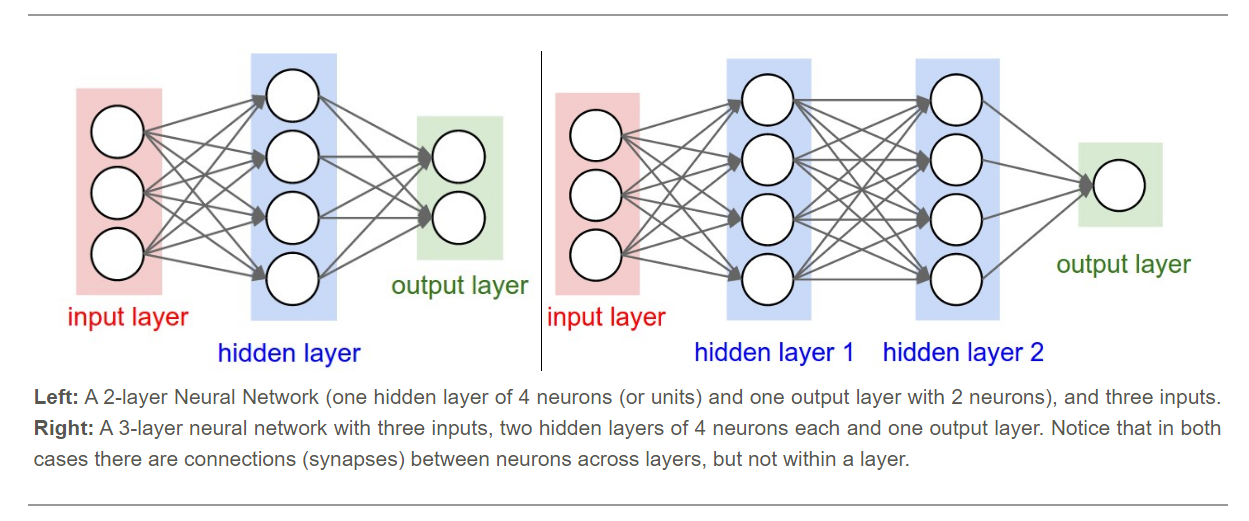 input layer
hidden layer
output layer
input layer
hidden layer 1
hidden layer 2
output layer
Left: A 2-layer Neural Network (one hidden layer of 4 neurons (or units) and one output layer with 2 neurons), and three inputs.
Right: A 3-layer neural network with three inputs, two hidden layers of 4 neurons each and one output layer. Notice that in both
cases there are connections (synapses) between neurons across layers, but not within a layer.